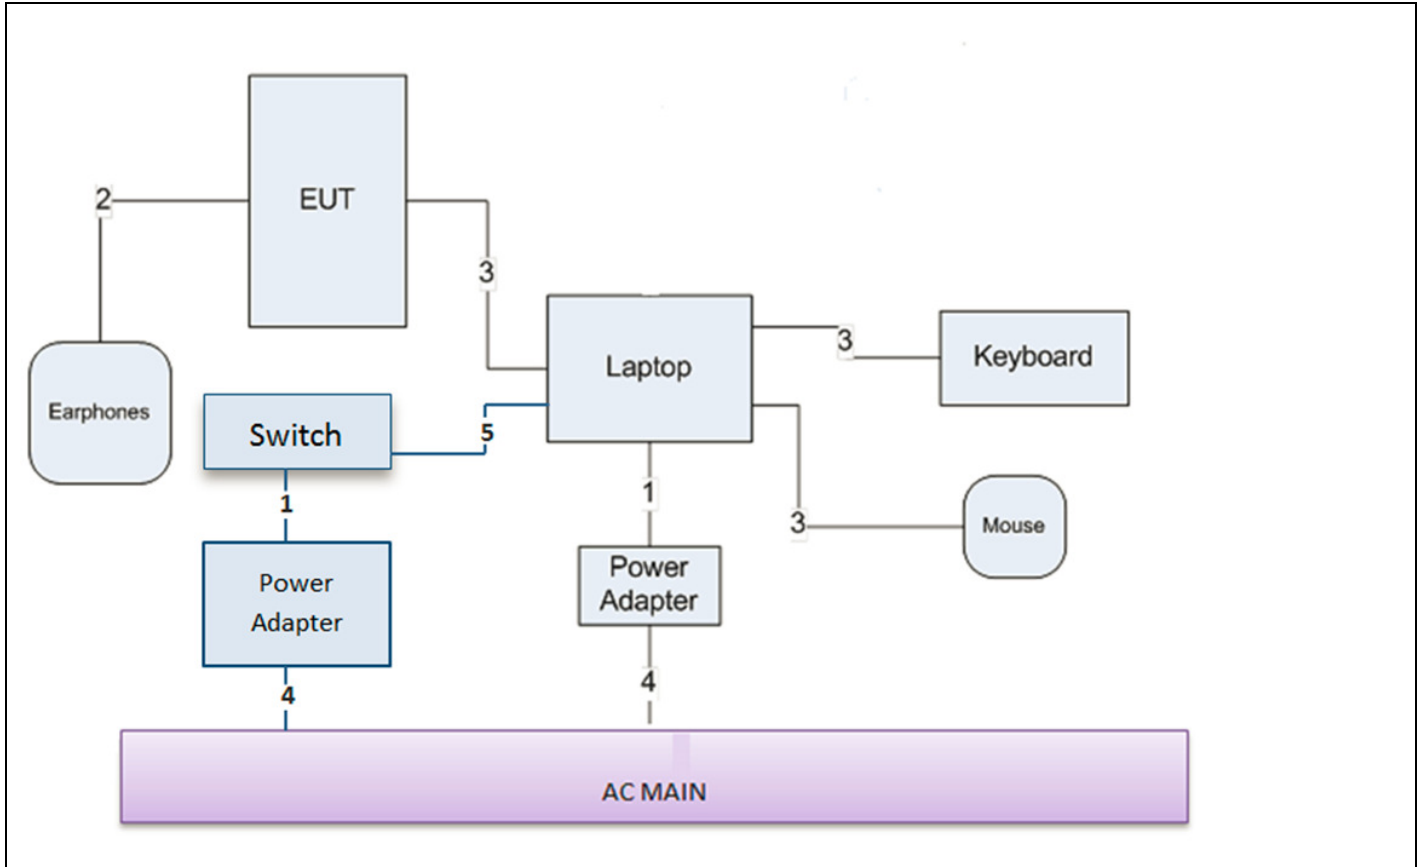 EUT
2
3
Laptop
3
Keyboard
Earphones
Switch
5
1
1
3
Mouse
Power
Adapter
Power
Adapter
4
4
AC MAIN